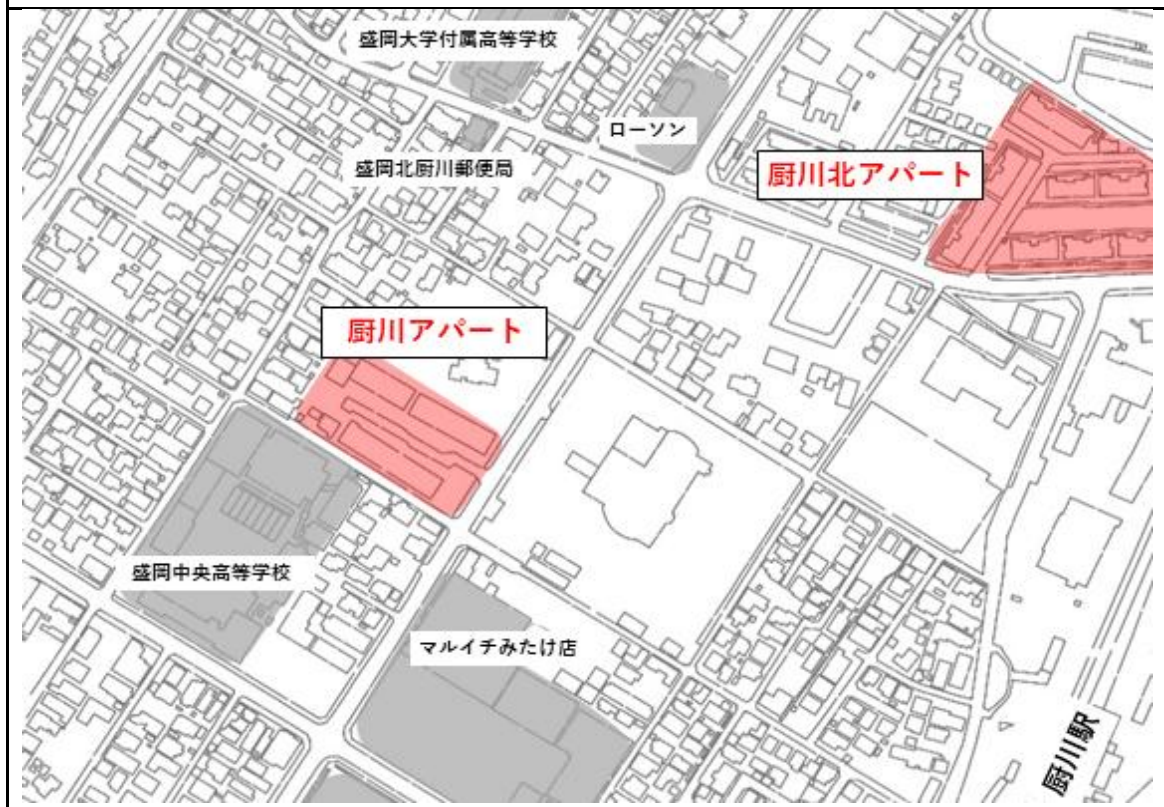 盛岡大学付属高等学校
ローソン
盛岡北厨川郵便局
厨川北アパート
厨川アパート
盛岡中央高等学校
マルイチみたけ店
厨川駅